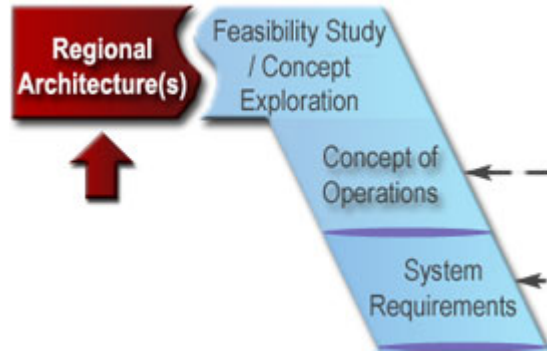 Regional
Architecture(s)
Feasibility Study
/ Concept
Exploration
Concept of
Operations
System
Requirements